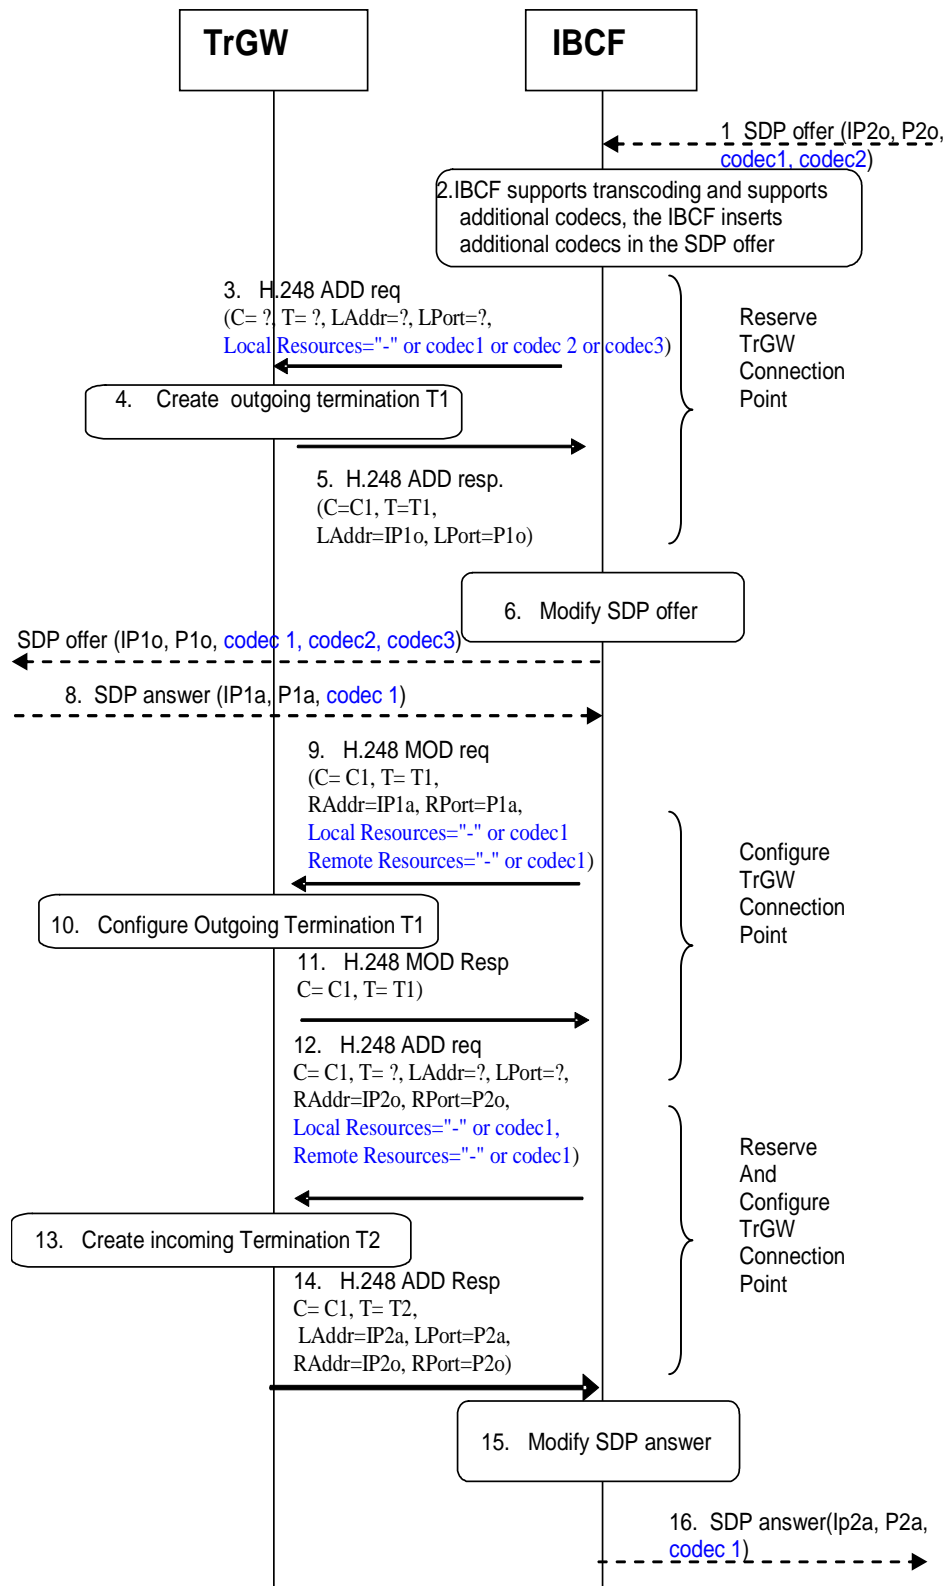 TrGW
IBCF
1 SDP offer (IP2o, P2o,
codec1, codec2)
2.IBCF supports transcoding and supports
additional codecs, the IBCF inserts
additional codecs in the SDP offer
3. H.248 ADD req
(C= ?, T= ?, LAddr=?, LPort=?,
Local Resources="-" or codec1 or codec 2 or codec3)
Reserve
TrGW
Connection
Point
4. Create outgoing termination T1
5. H.248 ADD resp.
(C=C1, T=T1,
LAddr=IP1o, LPort=P1o)
6. Modify SDP offer
SDP offer (IP1o, P1o, codec 1, codec2, codec3)
8. SDP answer (IP1a, P1a, codec 1)
9. H.248 MOD req
(C= C1, T= T1,
RAddr=IP1a, RPort=P1a,
Local Resources="-" or codec1
Remote Resources="-" or codec1)
Configure
TrGW
Connection
Point
10. Configure Outgoing Termination T1
11. H.248 MOD Resp
C= C1, T= T1)
12. H.248 ADD req
C= C1, T= ?, LAddr=?, LPort=?,
RAddr=IP2o, RPort=P2o,
Local Resources="-" or codec1,
Remote Resources="-" or codec1)
Reserve
And
Configure
TrGW
Connection
Point
13. Create incoming Termination T2
14. H.248 ADD Resp
C= C1, T= T2,
LAddr=IP2a, LPort=P2a,
RAddr=IP2o, RPort=P2o)
15. Modify SDP answer
16. SDP answer(Ip2a, P2a,
codec 1)